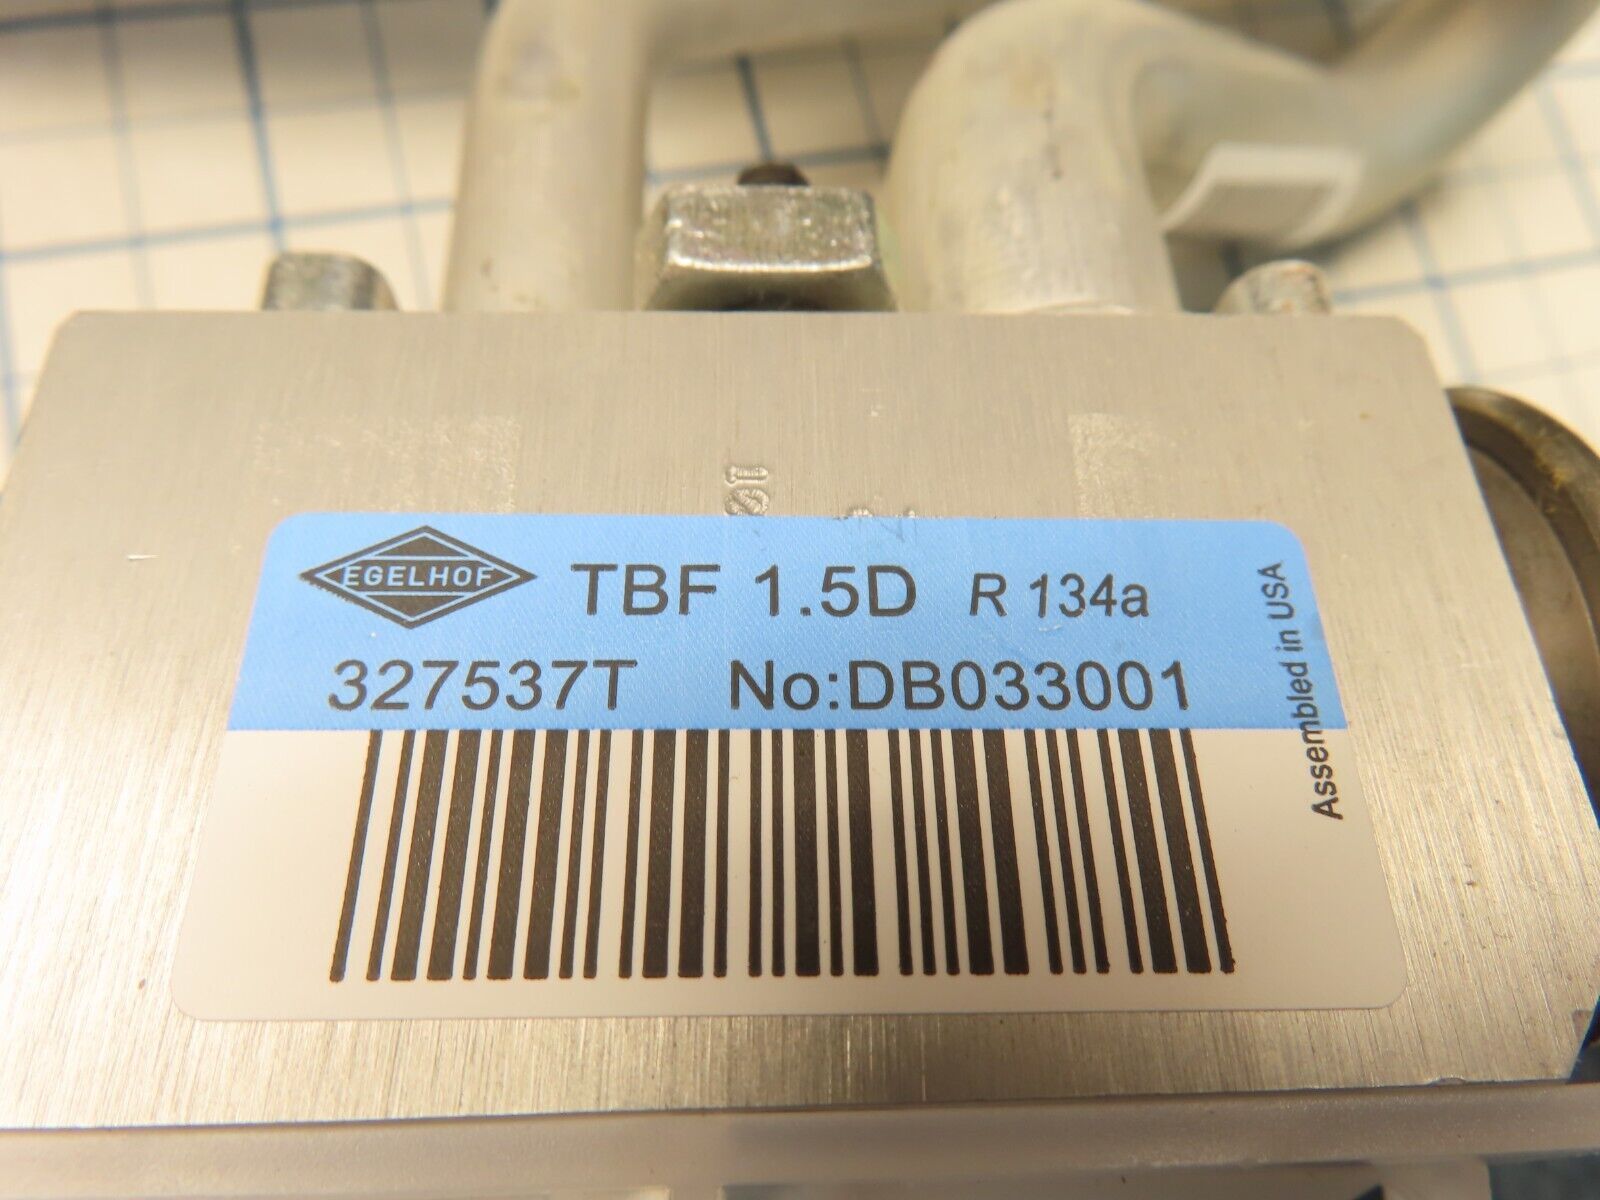 EGELHOF TBF 1.5D R 134a
327537T No:DB033001
Assembled in USA